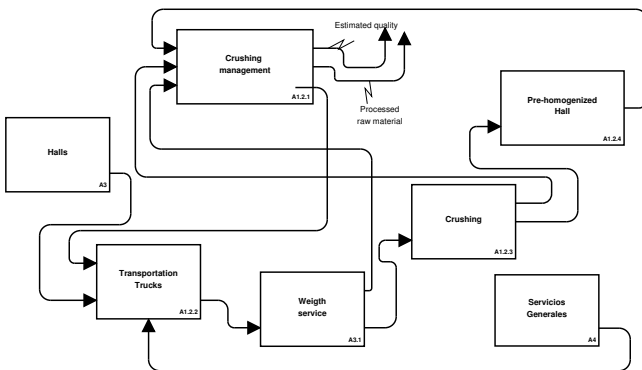 Estimated quality
Crushing
management
A1.2.1
Processed
raw material
Pre-homogenized
Hall
A1.2.4
Halls
A3
Crushing
A1.2.3
Transportation
Trucks
A1.2.2
Weigth
service
A3.1
Servicios
Generales
A4